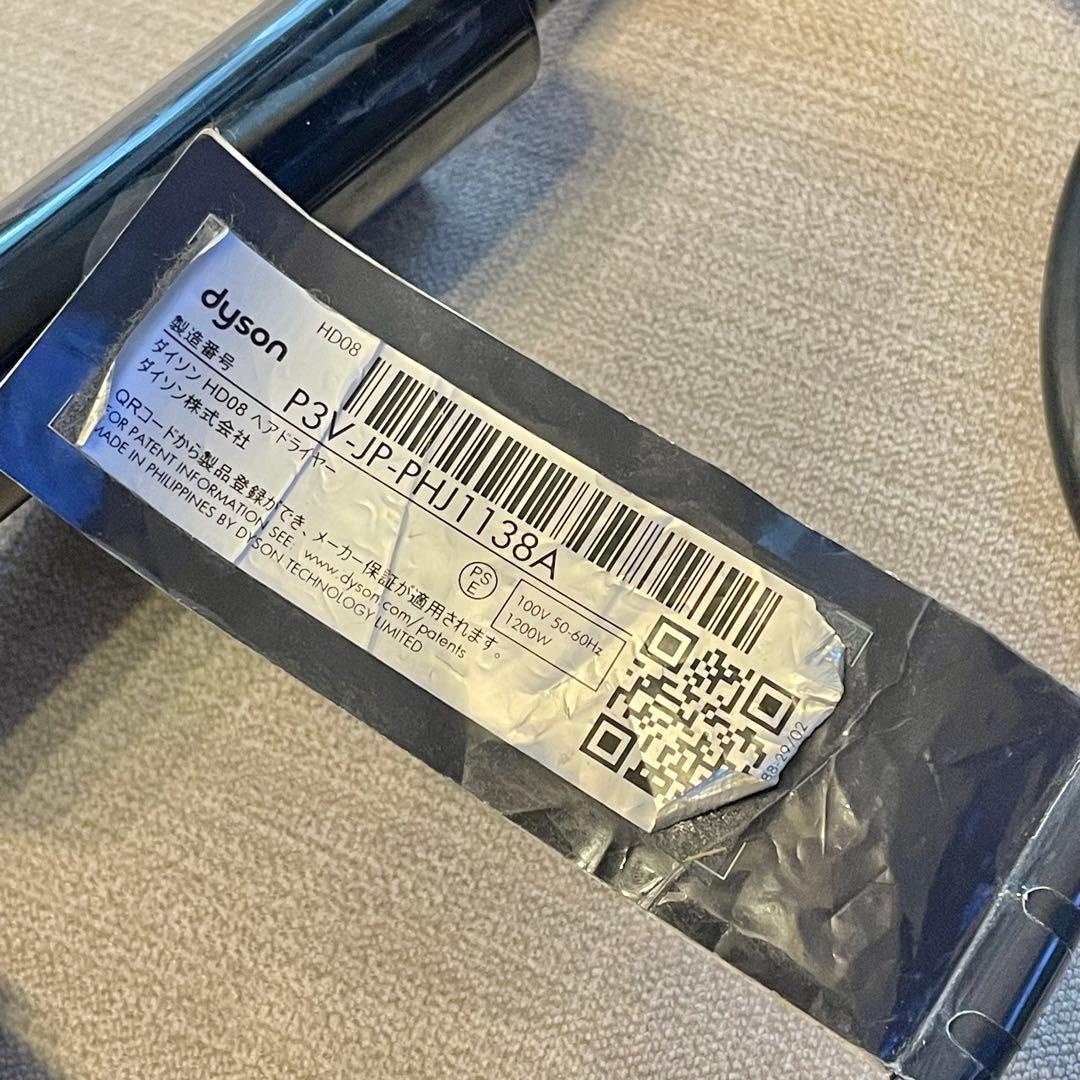 dyson
HD08
製造番号 P3V-JP-PHJ1138A
ダイソン HD08 ヘアドライヤー
ダイソン株式会社
PS E
100V 50-60Hz
1200W
QRコードから製品登録ができ、メーカー保証が適用されます。
FOR PATENT INFORMATION SEE: www.dyson.com/patents
MADE IN PHILIPPINES BY DYSON TECHNOLOGY LIMITED